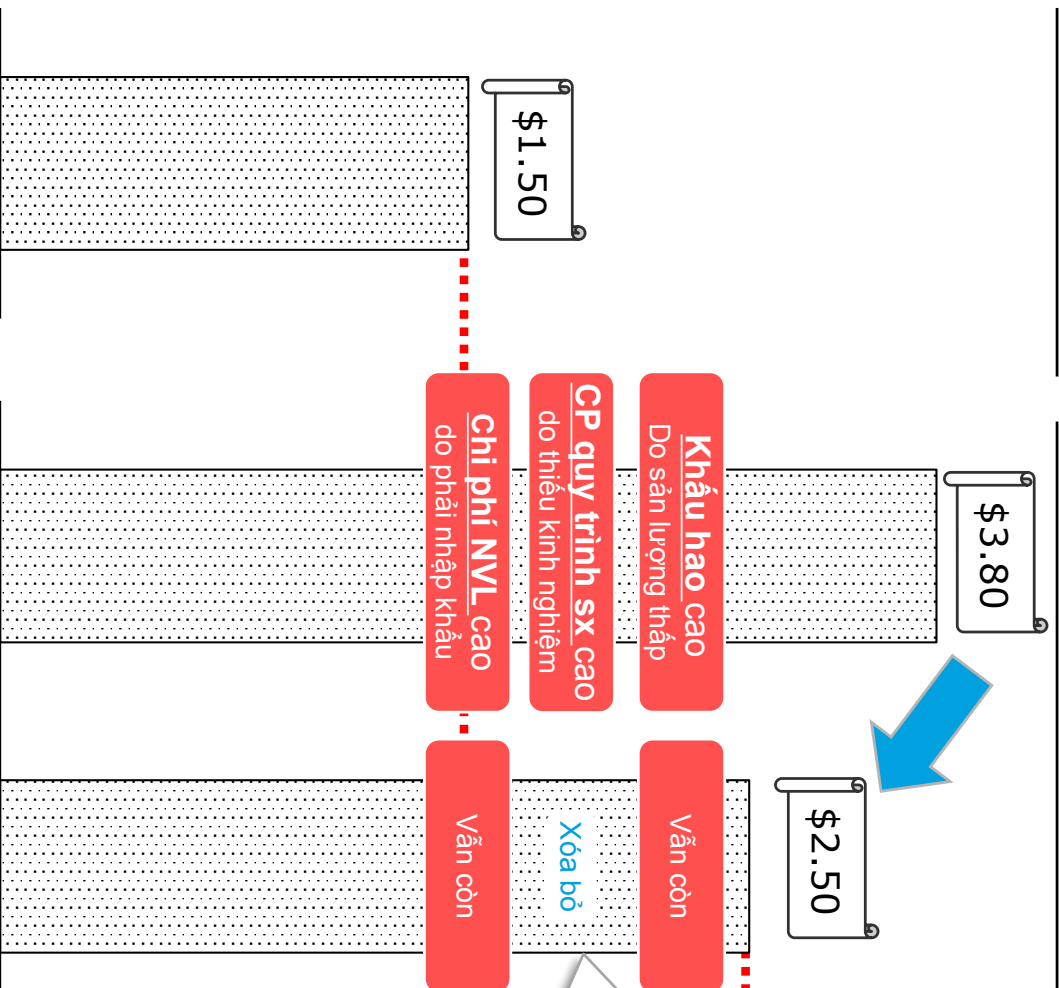 $1.50
$3.80
$2.50
Khấu hao cao
Do sản lượng thấp
CP quy trình sx cao
do thiếu kinh nghiệm
Chi phí NVL cao
do phải nhập khẩu
Vẫn còn
Xóa bỏ
Vẫn còn